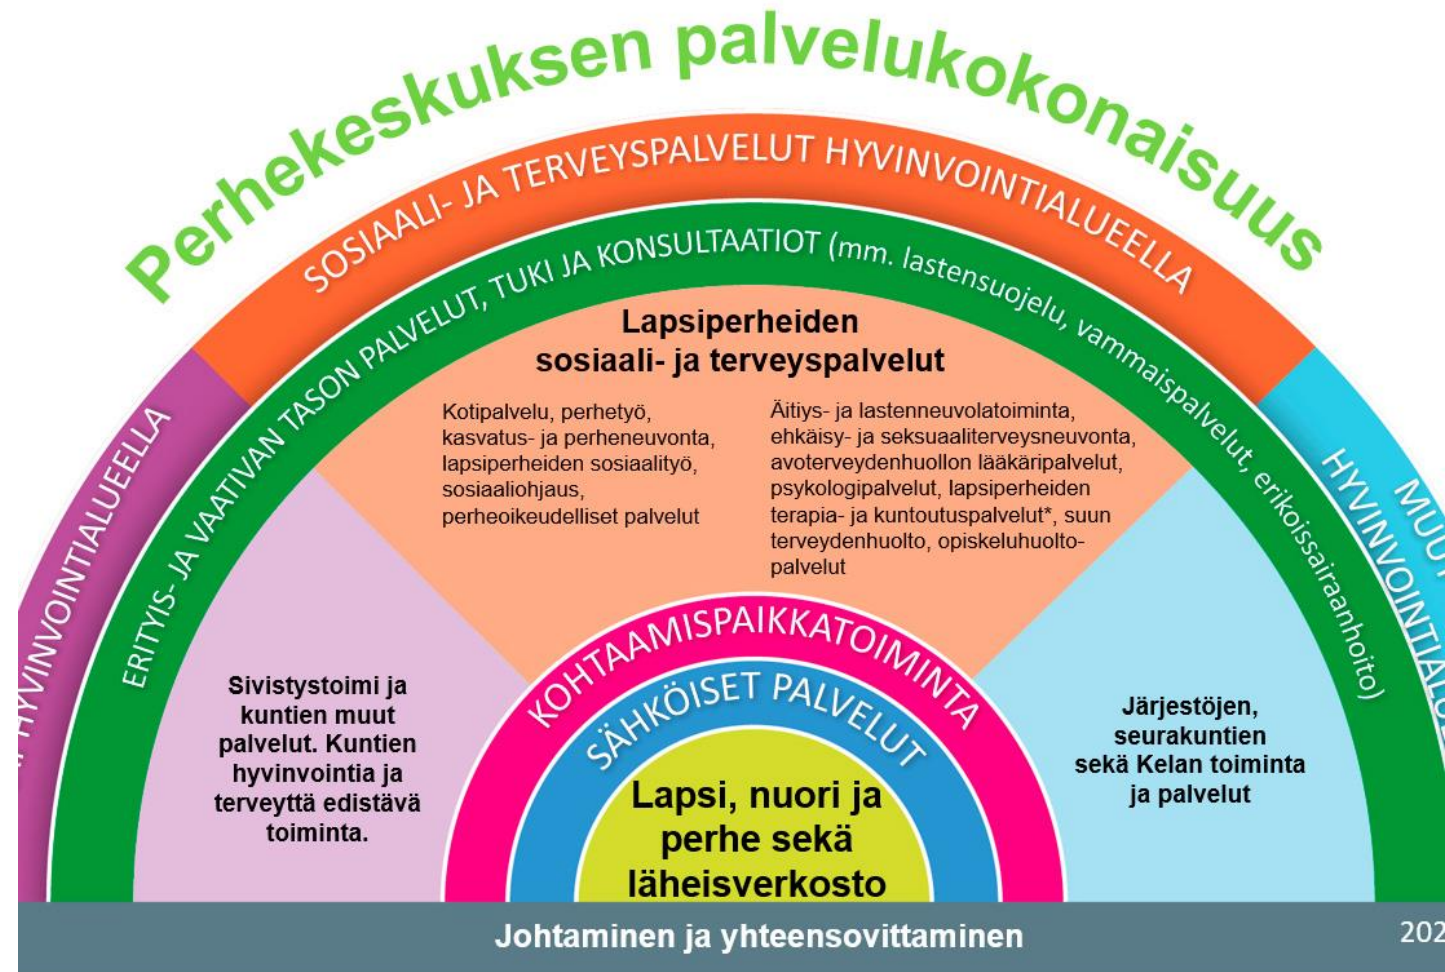 Perhekeskuksen palvelukokonaisuus
SOSIAALI- JA TERVEYSPALVELUT HYVINVOINTIALUEELLA
HYVINVOINTIALUEELLA
HYVINVOINTIALUE
ERITYIS- JA VAATIVAN TASON PALVELUT, TUKI JA KONSULTAATIOT (mm. lastensuojelu, vammaispalvelut, erikoissairaanhoito)
Lapsiperheiden
sosiaali- ja terveyspalvelut
Kotipalvelu, perhetyö,
kasvatus- ja perheneuvonta,
lapsiperheiden sosiaalityö,
sosiaaliohjaus,
perheoikeudelliset palvelut
Äitiys- ja lastenneuvolatoiminta,
ehkäisy- ja seksuaaliterveysneuvonta,
avoterveydenhuollon lääkäripalvelut,
psykologipalvelut, lapsiperheiden
terapia- ja kuntoutuspalvelut*, suun
terveydenhuolto, opiskeluhuolto-
palvelut
Sivistystoimi ja
kuntien muut
palvelut. Kuntien
hyvinvointia ja
terveyttä edistävä
toiminta.
Järjestöjen,
seurakuntien
sekä Kelan toiminta
ja palvelut
KOHTAAMISPAIKKATOIMINTA
SÄHKÖISET PALVELUT
Lapsi, nuori ja
perhe sekä
läheisverkosto
Johtaminen ja yhteensovittaminen
202